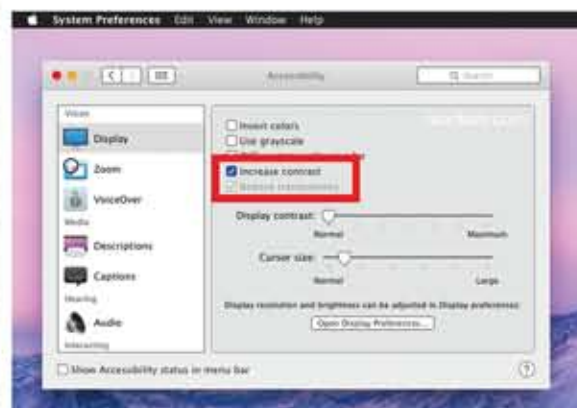 System Preferences Edit View Window Help
Accessibility
Search
Vision
Display
Zoom
VoiceOver
Media
Descriptions
Captions
Hearing
Audio
Interacting
Invert colors
Use grayscale
Increase contrast
Reduce transparency
Display contrast:
Normal Maximum
Cursor size:
Normal Large
Display resolution and brightness can be adjusted in Display preferences:
Open Display Preferences...
Show Accessibility status in menu bar
?